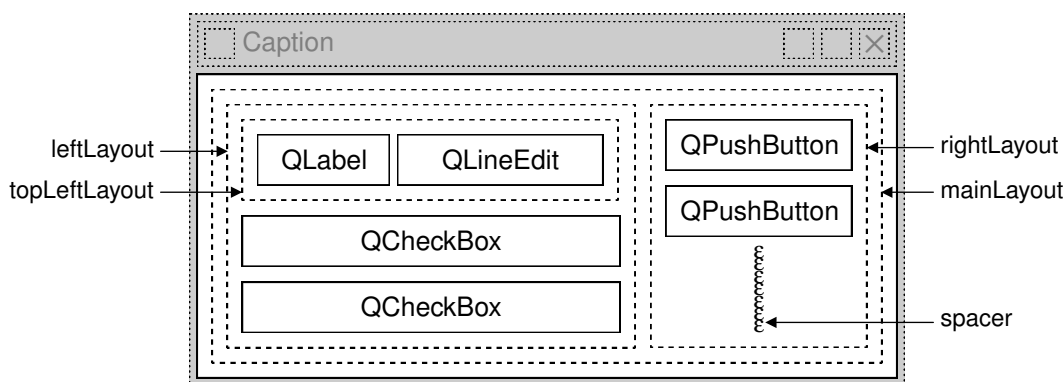 Caption
leftLayout
topLeftLayout
QLabel QLineEdit
QCheckBox
QCheckBox
QPushButton
QPushButton
rightLayout
mainLayout
spacer